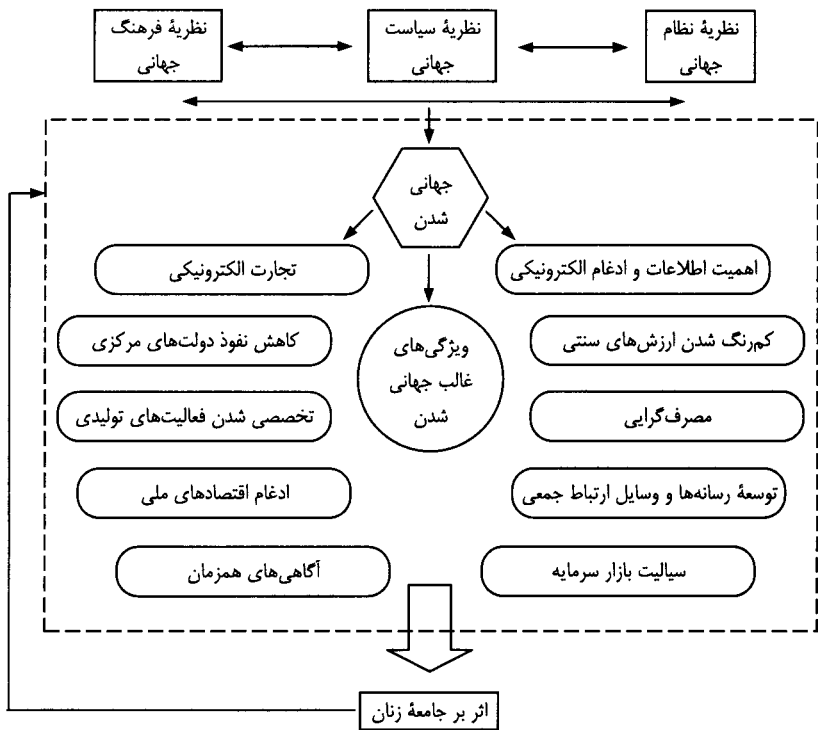 نظریهٔ نظام
جهانی
نظریهٔ سیاست
جهانی
نظریهٔ فرهنگ
جهانی
جهانی
شدن
اهمیت اطلاعات و ادغام الکترونیکی
تجارت الکترونیکی
ویژگی‌های
غالب جهانی
شدن
کم‌رنگ شدن ارزش‌های سنتی
کاهش نفوذ دولت‌های مرکزی
مصرف‌گرایی
تخصصی شدن فعالیت‌های تولیدی
توسعهٔ رسانه‌ها و وسایل ارتباط جمعی
ادغام اقتصادهای ملی
سیالیت بازار سرمایه
آگاهی‌های همزمان
اثر بر جامعهٔ زنان